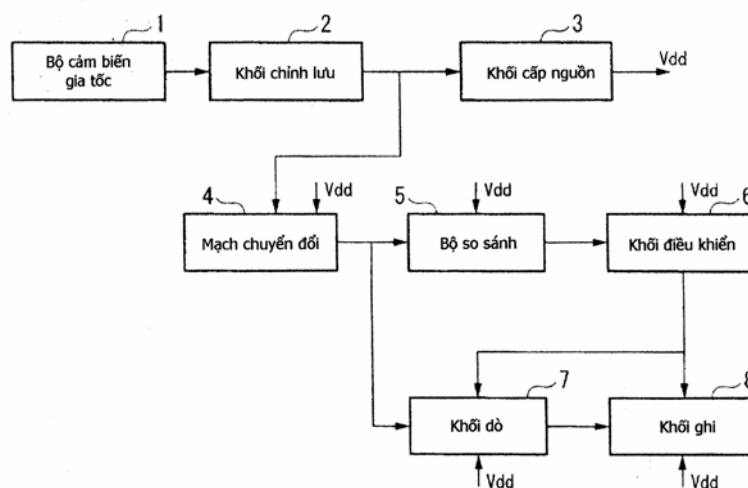 1
Bộ cảm biến
gia tốc
2
Khối chỉnh lưu
3
Khối cấp nguồn
Vdd
4
Vdd
Mạch chuyển đổi
5
Vdd
Bộ so sánh
Vdd
6
Khối điều khiển
7
Khối dò
Vdd
8
Khối ghi
Vdd